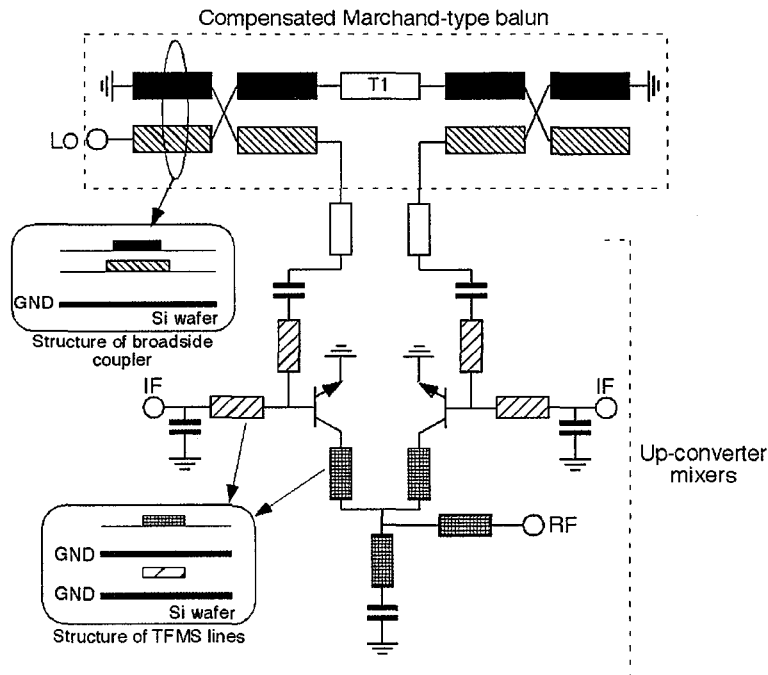 Compensated Marchand-type balun
T1
LO
GND
Si wafer
Structure of broadside
coupler
IF
IF
Up-converter
mixers
RF
GND
GND
Si wafer
Structure of TFMS lines